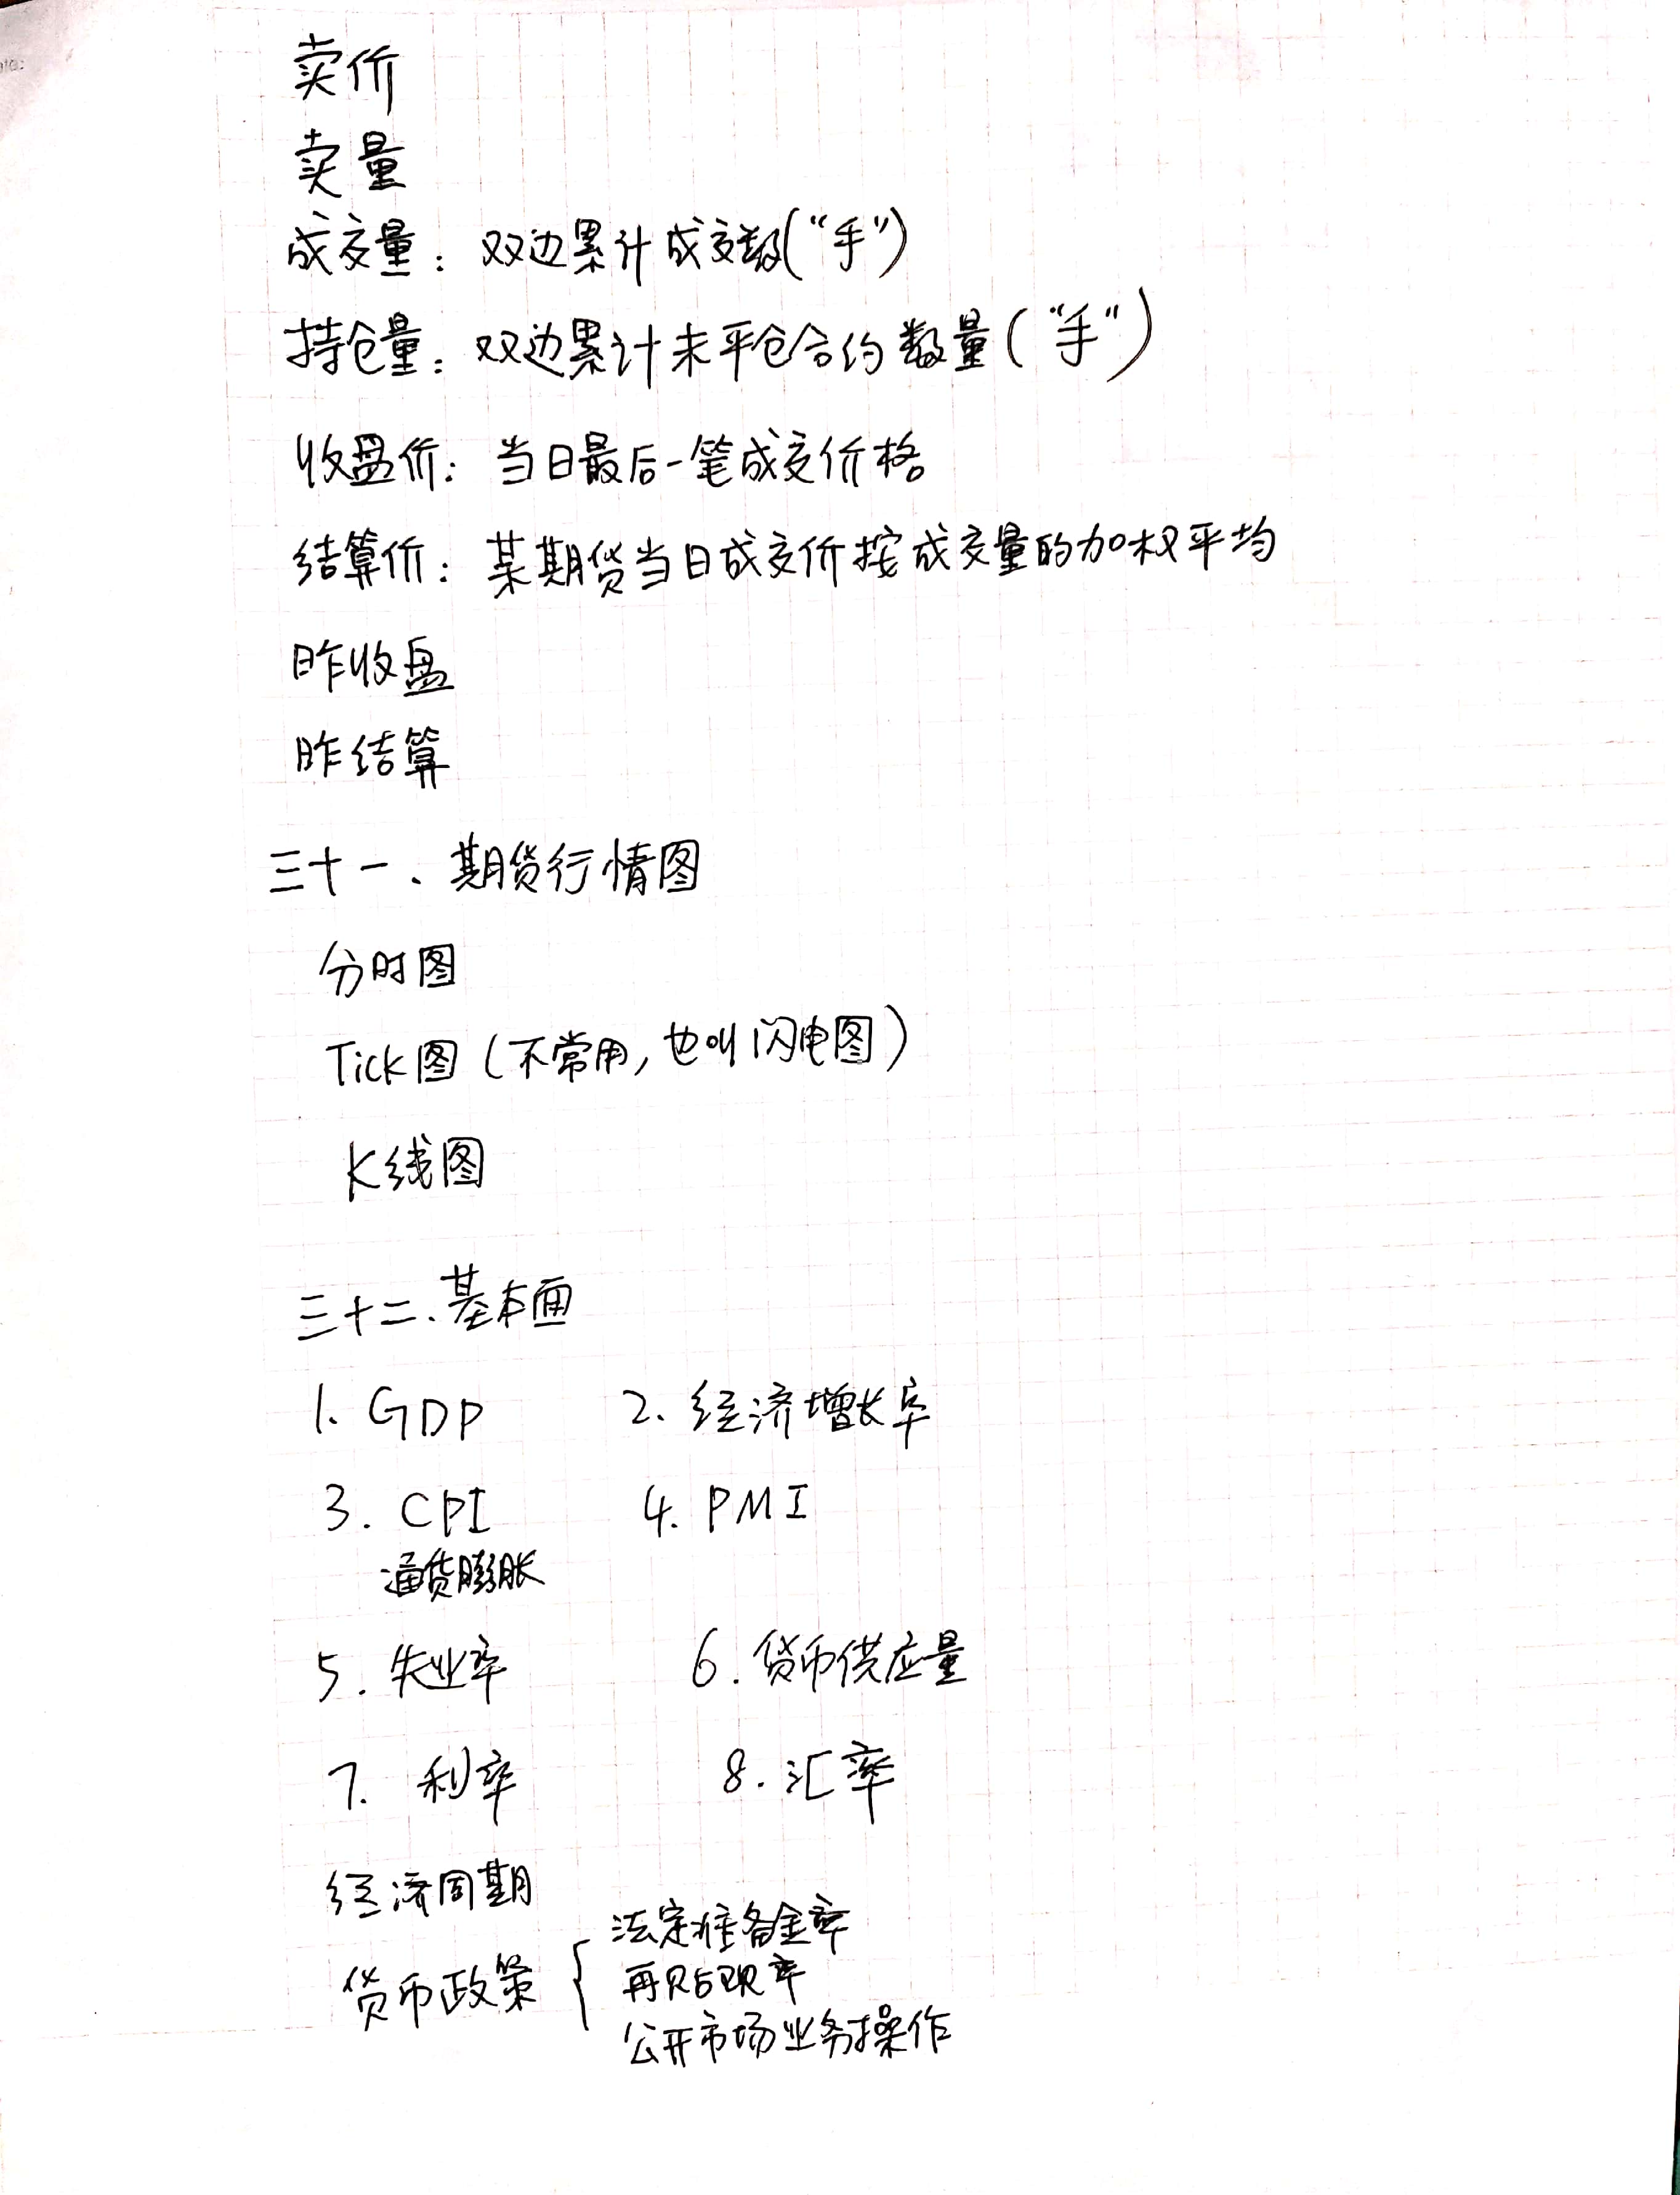 卖价
卖量
成交量：双边累计成交数(“手”)
持仓量：双边累计未平仓合约数量(“手”)
收盘价：当日最后一笔成交价格
结算价：某期货当日成交价按成交量的加权平均
昨收盘
昨结算
三十一、期货行情图
分时图
Tick图(不常用,也叫闪电图)
K线图
三十二、基本面
1. GDP 2. 经济增长率
3. CPI 4. PMI
通货膨胀
5. 失业率 6. 货币供应量
7. 利率 8. 汇率
经济周期
法定准备金率
货币政策 { 再贴现率
公开市场业务操作